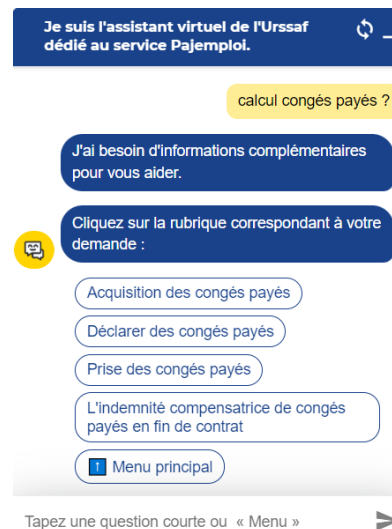 Je suis l'assistant virtuel de l'Urssaf
dédié au service Pajemploi.
calcul congés payés ?
J'ai besoin d'informations complémentaires
pour vous aider.
Cliquez sur la rubrique correspondant à votre
demande :
Acquisition des congés payés
Déclarer des congés payés
Prise des congés payés
L'indemnité compensatrice de congés
payés en fin de contrat
Menu principal
Tapez une question courte ou « Menu »